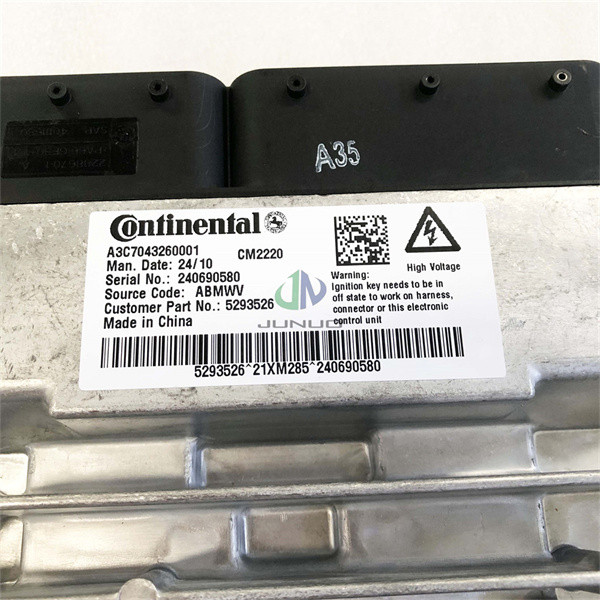 A35
Continental
A3C7043260001 CM2220
Man. Date: 24/10
Serial No.: 240690580
Source Code: ABMWV
Customer Part No.: 5293526
Made in China
High Voltage
Warning:
Ignition key needs to be in
off state to work on harness,
connector or this electronic
control unit
JN
JUNUO
5293526^21XM285^240690580